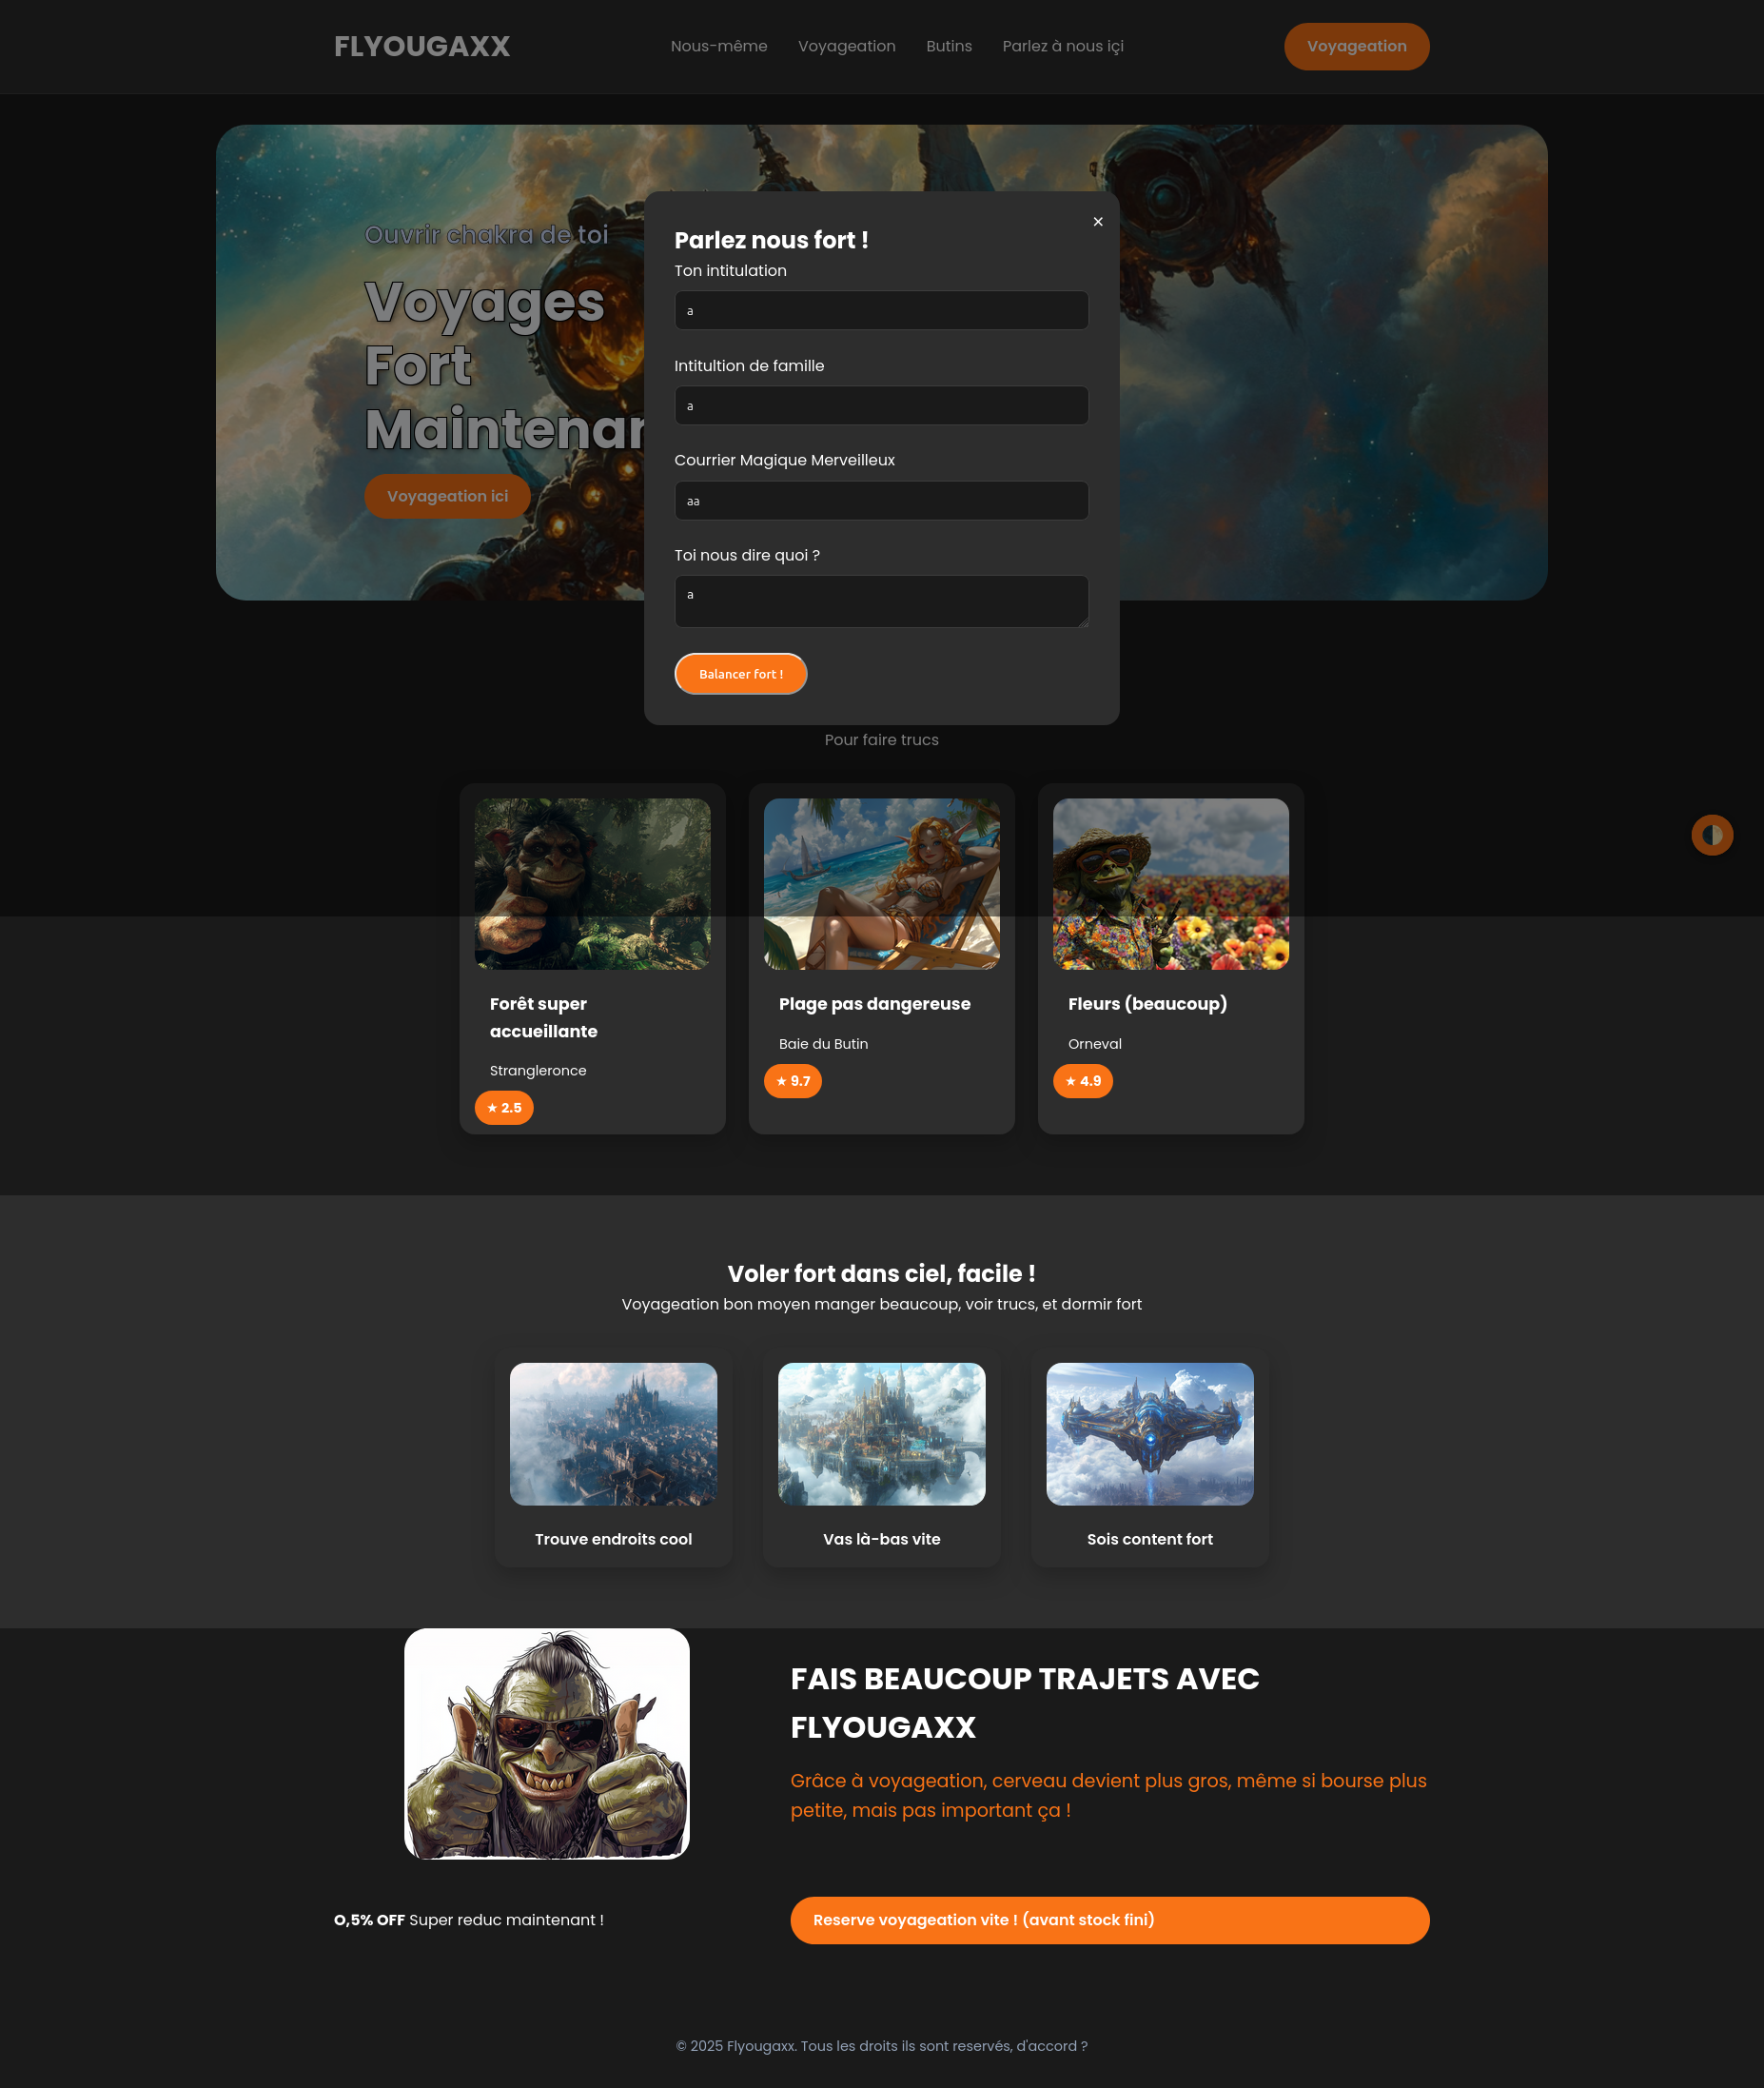 FLYOUGAXX
Nous-même
Voyageation
Butins
Parlez à nous içi
Voyageation
Ouvrir chakra de toi
Voyages
Fort
Maintenan
Voyageation ici
×
Parlez nous fort !
Ton intitulation
a
Intitultion de famille
a
Courrier Magique Merveilleux
aa
Toi nous dire quoi ?
a
Balancer fort !
Pour faire trucs
Forêt super
accueillante
Strangleronce
★ 2.5
Plage pas dangereuse
Baie du Butin
★ 9.7
Fleurs (beaucoup)
Orneval
★ 4.9
Voler fort dans ciel, facile !
Voyageation bon moyen manger beaucoup, voir trucs, et dormir fort
Trouve endroits cool
Vas là-bas vite
Sois content fort
FAIS BEAUCOUP TRAJETS AVEC
FLYOUGAXX
Grâce à voyageation, cerveau devient plus gros, même si bourse plus
petite, mais pas important ça !
O,5% OFF Super reduc maintenant !
Reserve voyageation vite ! (avant stock fini)
© 2025 Flyougaxx. Tous les droits ils sont reservés, d'accord ?